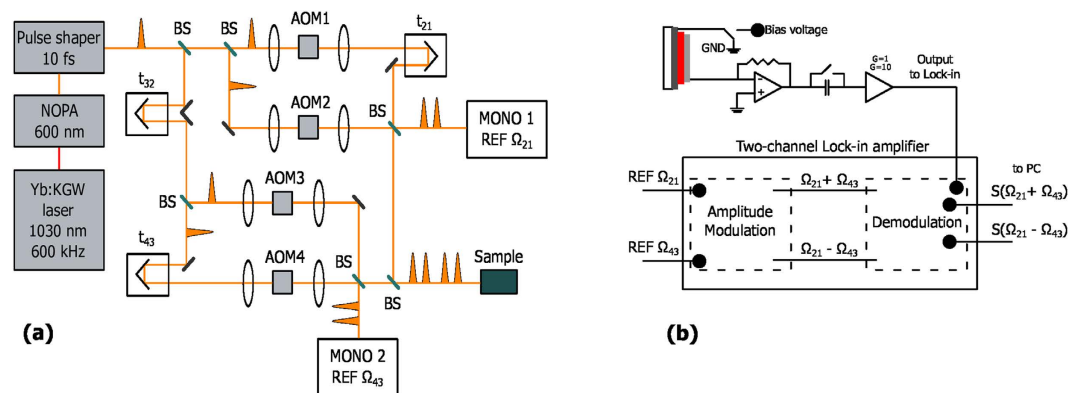 Pulse shaper
10 fs
NOPA
600 nm
Yb:KGW
laser
1030 nm
600 kHz
BS
BS
AOM1
t21
t32
AOM2
BS
MONO 1
REF Ω21
BS
AOM3
t43
AOM4
BS
BS
Sample
MONO 2
REF Ω43
(a)
Bias voltage
GND
G=1
G=10
Output
to Lock-in
Two-channel Lock-in amplifier
to PC
REF Ω21
Ω21+ Ω43
S(Ω21+ Ω43)
Amplitude
Modulation
Demodulation
REF Ω43
Ω21 - Ω43
S(Ω21 - Ω43)
(b)